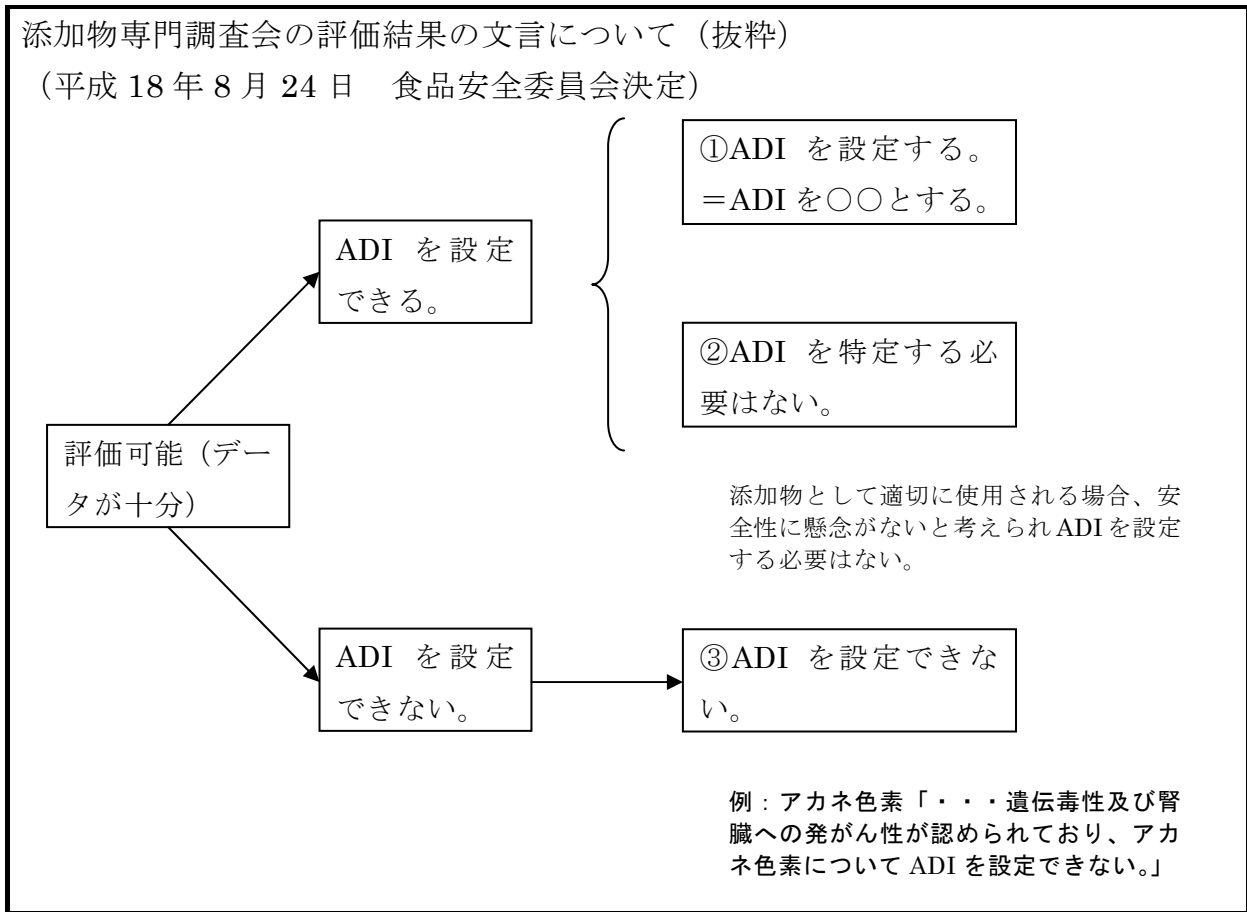 添加物専門調査会の評価結果の文言について（抜粋）
（平成 18 年 8 月 24 日　食品安全委員会決定）
①ADI を設定する。
＝ADI を○○とする。
ADI を設定
できる。
②ADI を特定する必
要はない。
評価可能（デー
タが十分）
添加物として適切に使用される場合、安
全性に懸念がないと考えられ ADI を設定
する必要はない。
ADI を設定
できない。
③ADI を設定できな
い。
例：アカネ色素「・・・遺伝毒性及び腎
臓への発がん性が認められており、アカ
ネ色素について ADI を設定できない。」